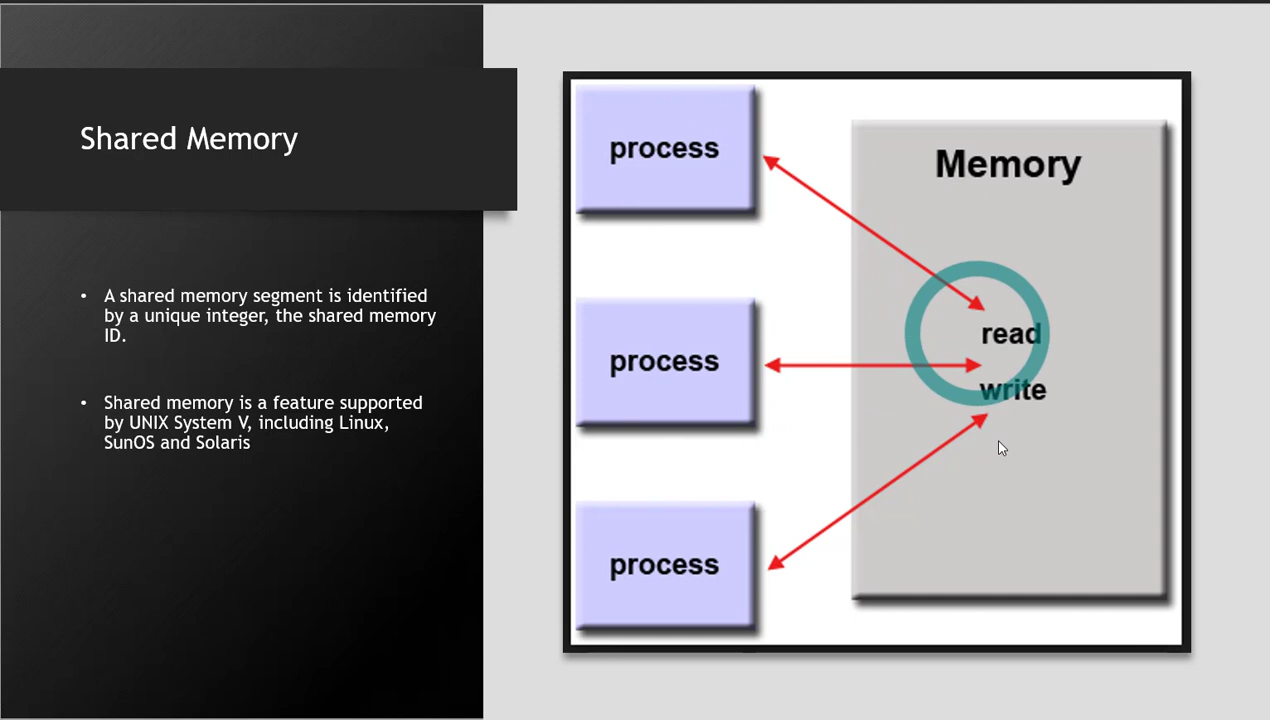 Shared Memory
• A shared memory segment is identified
by a unique integer, the shared memory
ID.
• Shared memory is a feature supported
by UNIX System V, including Linux,
SunOS and Solaris
process
process
process
Memory
read
write